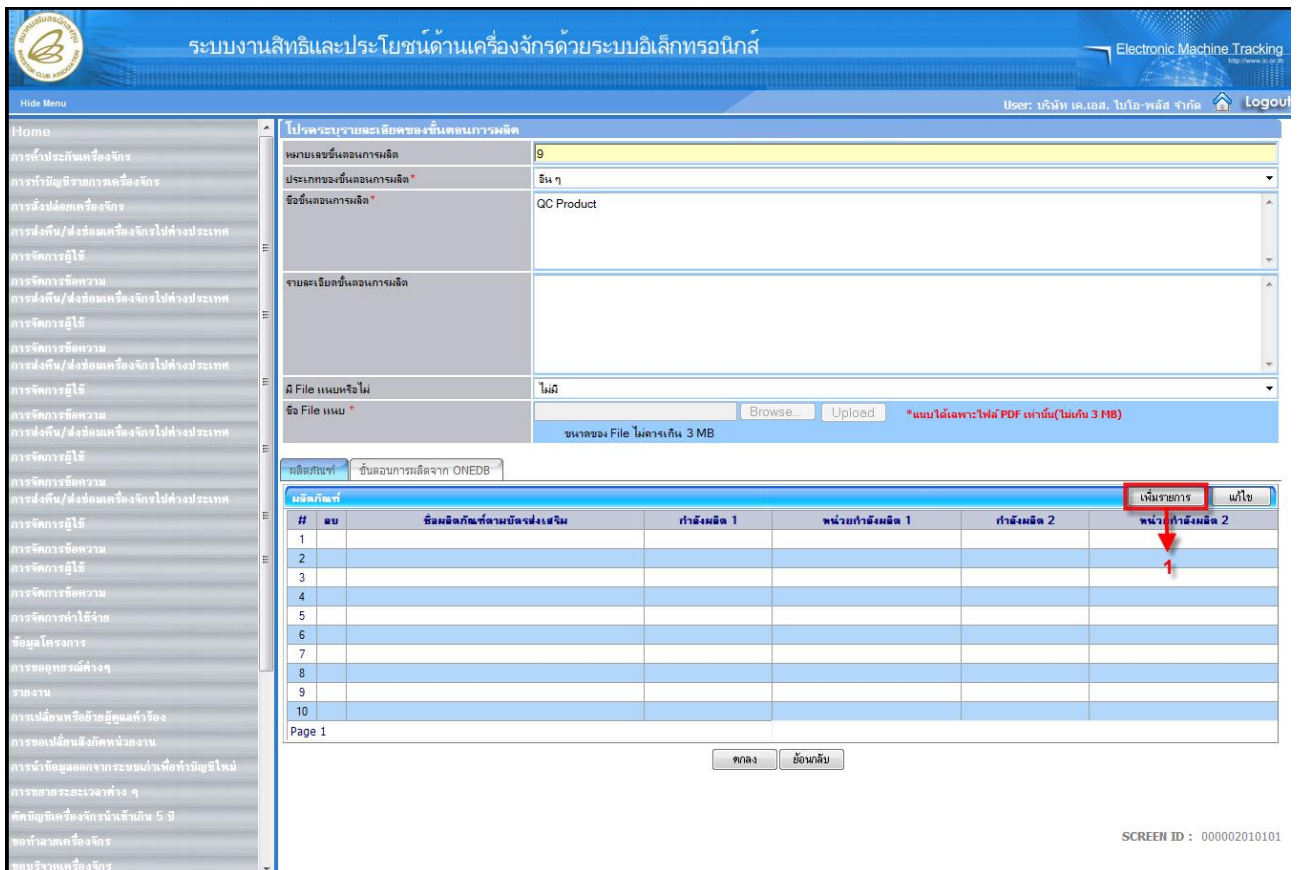 ระบบงานสิทธิและประโยชน์ด้านเครื่องจักรด้วยระบบอิเล็กทรอนิกส์
Electronic Machine Tracking
http://www.ic.or.th
Hide Menu
User: บริษัท เค.เอส. ไบโอ-พลัส จำกัด
Logout
Home
การค้ำประกันเครื่องจักร
การทำบัญชีรายการเครื่องจักร
การสั่งปล่อยเครื่องจักร
การส่งคืน/ส่งซ่อมเครื่องจักรไปต่างประเทศ
การจัดการผู้ใช้
การจัดการข้อความ
การส่งคืน/ส่งซ่อมเครื่องจักรไปต่างประเทศ
การจัดการผู้ใช้
การจัดการข้อความ
การส่งคืน/ส่งซ่อมเครื่องจักรไปต่างประเทศ
การจัดการผู้ใช้
การจัดการข้อความ
การส่งคืน/ส่งซ่อมเครื่องจักรไปต่างประเทศ
การจัดการผู้ใช้
การจัดการข้อความ
การส่งคืน/ส่งซ่อมเครื่องจักรไปต่างประเทศ
การจัดการผู้ใช้
การจัดการข้อความ
การจัดการผู้ใช้
การจัดการข้อความ
การจัดการค่าใช้จ่าย
ข้อมูลโครงการ
การขออุทธรณ์ต่างๆ
รายงาน
การเปลี่ยนหรือย้ายผู้ดูแลคำร้อง
การขอเปลี่ยนสังกัดหน่วยงาน
การนำข้อมูลออกจากระบบเก่าเพื่อทำบัญชีใหม่
การขยายระยะเวลาต่าง ๆ
ตัดบัญชีเครื่องจักรนำเข้าเกิน 5 ปี
ขอทำลายเครื่องจักร
ขอบริจาคเครื่องจักร
โปรดระบุรายละเอียดของขั้นตอนการผลิต
หมายเลขขั้นตอนการผลิต
9
ประเภทของขั้นตอนการผลิต*
อื่น ๆ
ชื่อขั้นตอนการผลิต*
QC Product
รายละเอียดขั้นตอนการผลิต
มี File แนบหรือไม่
ไม่มี
ชื่อ File แนบ *
Browse...
Upload
*แนบได้เฉพาะไฟล์ PDF เท่านั้น(ไม่เกิน 3 MB)
ขนาดของ File ไม่ควรเกิน 3 MB
ผลิตภัณฑ์
ขั้นตอนการผลิตจาก ONEDB
ผลิตภัณฑ์
เพิ่มรายการ
แก้ไข
# ลบ ชื่อผลิตภัณฑ์ตามบัตรส่งเสริม กำลังผลิต 1 หน่วยกำลังผลิต 1 กำลังผลิต 2 หน่วยกำลังผลิต 2
1
1
2
3
4
5
6
7
8
9
10
Page 1
ตกลง
ย้อนกลับ
SCREEN ID : 000002010101